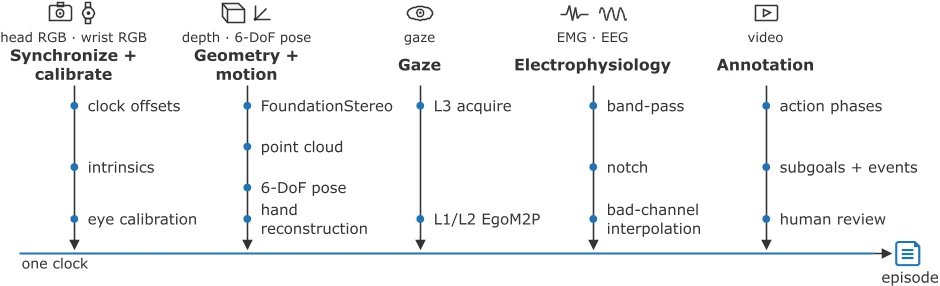 head RGB · wrist RGB
Synchronize +
calibrate
clock offsets
intrinsics
eye calibration
depth · 6-DoF pose
Geometry +
motion
FoundationStereo
point cloud
6-DoF pose
hand
reconstruction
gaze
Gaze
L3 acquire
L1/L2 EgoM2P
EMG · EEG
Electrophysiology
band-pass
notch
bad-channel
interpolation
video
Annotation
action phases
subgoals + events
human review
one clock
episode